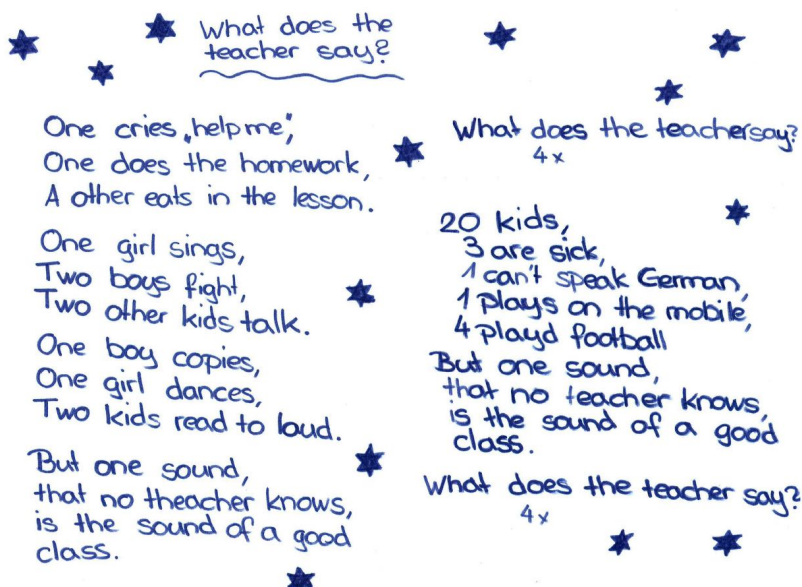 What does the
teacher say?
One cries „help me“,
One does the homework,
A other eats in the lesson.
One girl sings,
Two boys fight,
Two other kids talk.
One boy copies,
One girl dances,
Two kids read to loud.
But one sound,
that no theacher knows,
is the sound of a good
class.
What does the teacher say?
4x
20 kids,
3 are sick,
1 can't speak German,
1 plays on the mobile,
4 playd football
But one sound,
that no teacher knows,
is the sound of a good
class.
What does the teacher say?
4x